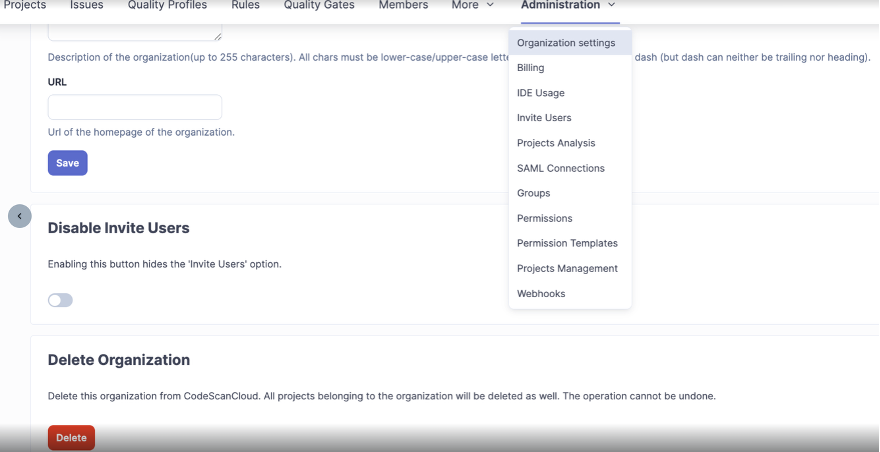 Projects Issues Quality Profiles Rules Quality Gates Members More Administration
Organization settings
Billing
IDE Usage
Invite Users
Projects Analysis
SAML Connections
Groups
Permissions
Permission Templates
Projects Management
Webhooks
Description of the organization(up to 255 characters). All chars must be lower-case/upper-case dash (but dash can neither be trailing nor heading).
URL
Url of the homepage of the organization.
Save
Disable Invite Users
Enabling this button hides the 'Invite Users' option.
Delete Organization
Delete this organization from CodeScanCloud. All projects belonging to the organization will be deleted as well. The operation cannot be undone.
Delete